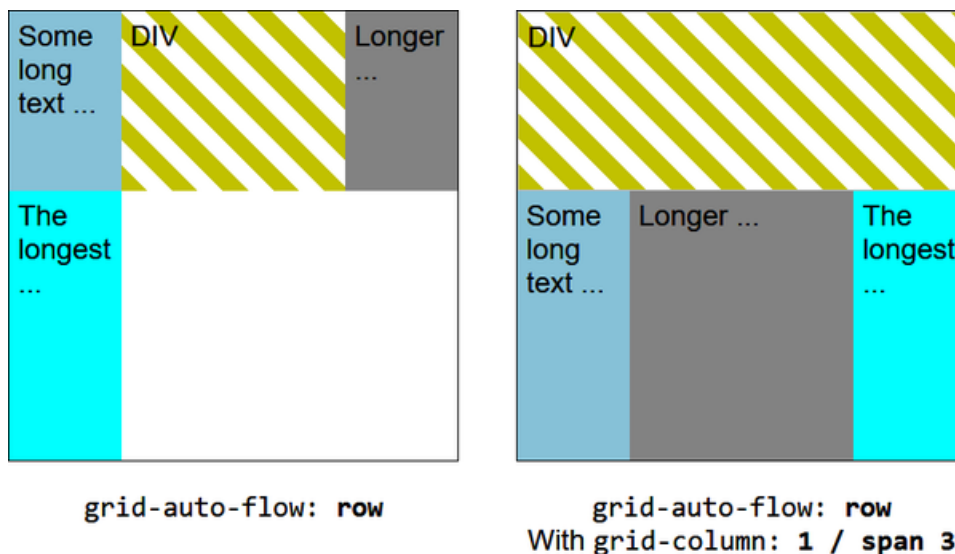 Some
long
text ...
DIV
Longer
...
The
longest
...
grid-auto-flow: row
DIV
Some
long
text ...
Longer ...
The
longest
...
grid-auto-flow: row
With grid-column: 1 / span 3